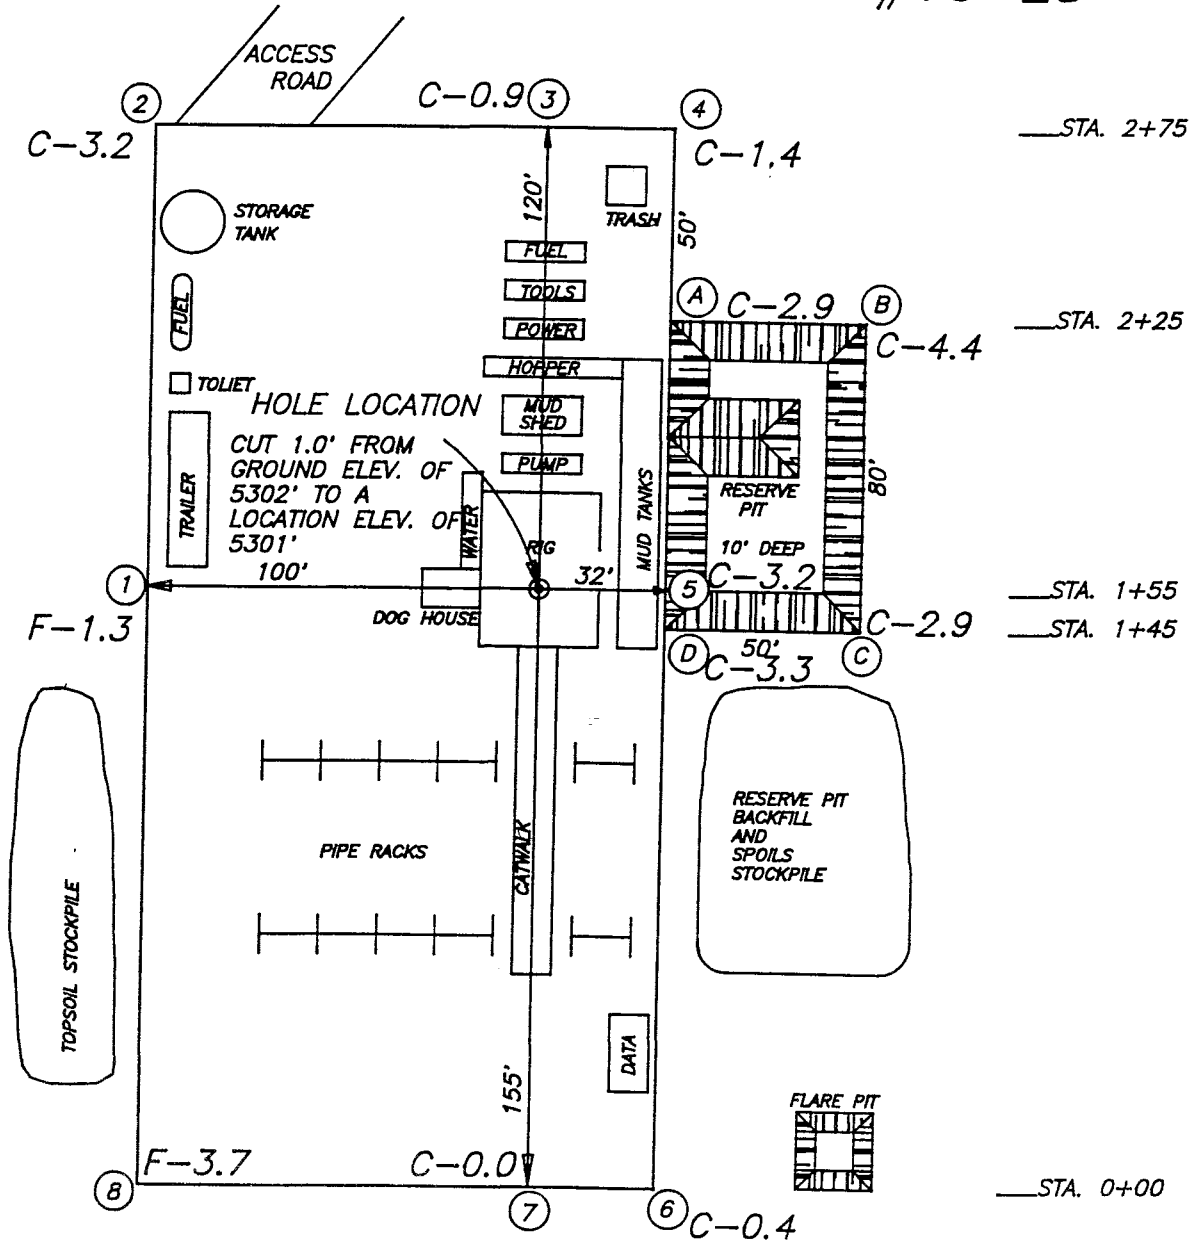 ACCESS
ROAD
2
C-0.9
3
4
C-3.2
C-1.4
STA. 2+75
120'
TRASH
STORAGE
TANK
50'
FUEL
FUEL
TOOLS
POWER
HOPPER
A
C-2.9
B
STA. 2+25
C-4.4
TOLIET
HOLE LOCATION
MUD
SHED
CUT 1.0' FROM
GROUND ELEV. OF
5302' TO A
LOCATION ELEV. OF
5301'
PUMP
TRAILER
WATER
MUD TANKS
RESERVE
PIT
80'
10' DEEP
RIG
1
100'
32'
5
C-3.2
STA. 1+55
F-1.3
DOG HOUSE
C-2.9
STA. 1+45
D
50'
C
C-3.3
RESERVE PIT
BACKFILL
AND
SPOILS
STOCKPILE
PIPE RACKS
CATWALK
TOPSOIL STOCKPILE
DATA
155'
FLARE PIT
F-3.7
C-0.0
8
7
6
C-0.4
STA. 0+00